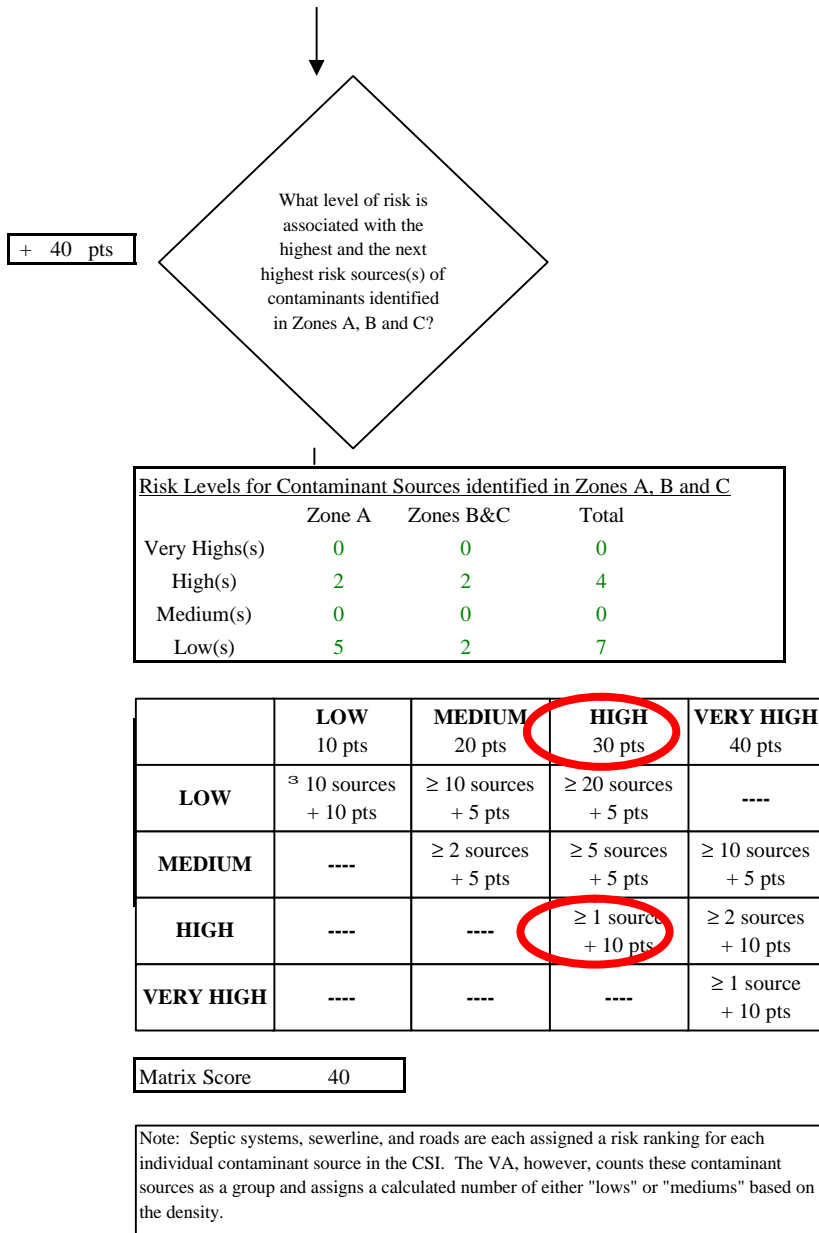 What level of risk is
associated with the
highest and the next
highest risk sources(s) of
contaminants identified
in Zones A, B and C?
+ 40 pts
Risk Levels for Contaminant Sources identified in Zones A, B and C
Zone A Zones B&C Total
Very Highs(s) 0 0 0
High(s) 2 2 4
Medium(s) 0 0 0
Low(s) 5 2 7
LOW MEDIUM HIGH VERY HIGH
10 pts 20 pts 30 pts 40 pts
LOW ³ 10 sources ≥ 10 sources ≥ 20 sources ----
+ 10 pts + 5 pts + 5 pts
MEDIUM ---- ≥ 2 sources ≥ 5 sources ≥ 10 sources
+ 5 pts + 5 pts + 5 pts
HIGH ---- ---- ≥ 1 source ≥ 2 sources
+ 10 pts + 10 pts
VERY HIGH ---- ---- ---- ≥ 1 source
+ 10 pts
Matrix Score 40
Note: Septic systems, sewerline, and roads are each assigned a risk ranking for each
individual contaminant source in the CSI. The VA, however, counts these contaminant
sources as a group and assigns a calculated number of either "lows" or "mediums" based on
the density.